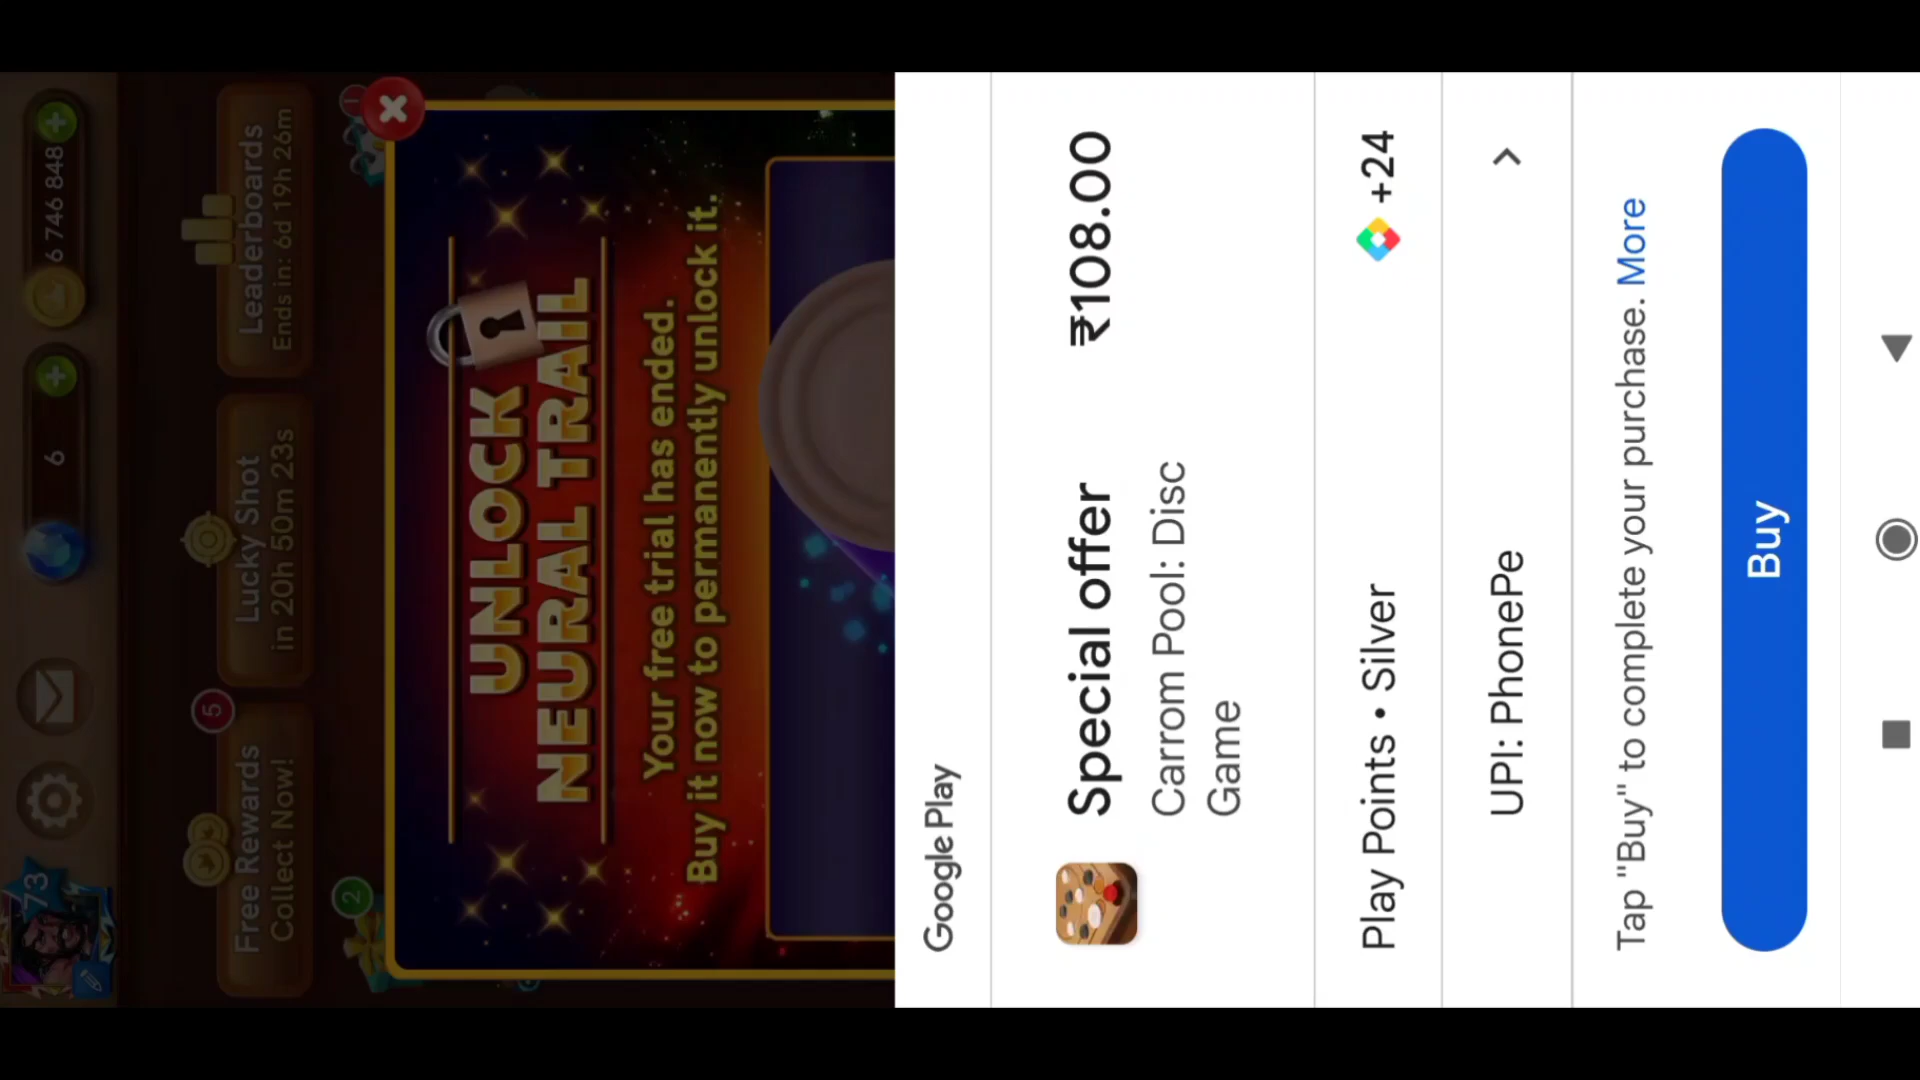 73
6
6 746 848
5
Free Rewards
Collect Now!
Lucky Shot
in 20h 50m 23s
Leaderboards
Ends in: 6d 19h 26m
2
1
UNLOCK
NEURAL TRAIL
Your free trial has ended.
Buy it now to permanently unlock it.
Google Play
Special offer
₹108.00
Carrom Pool: Disc
Game
Play Points • Silver
+24
UPI: PhonePe
Tap "Buy" to complete your purchase. More
Buy